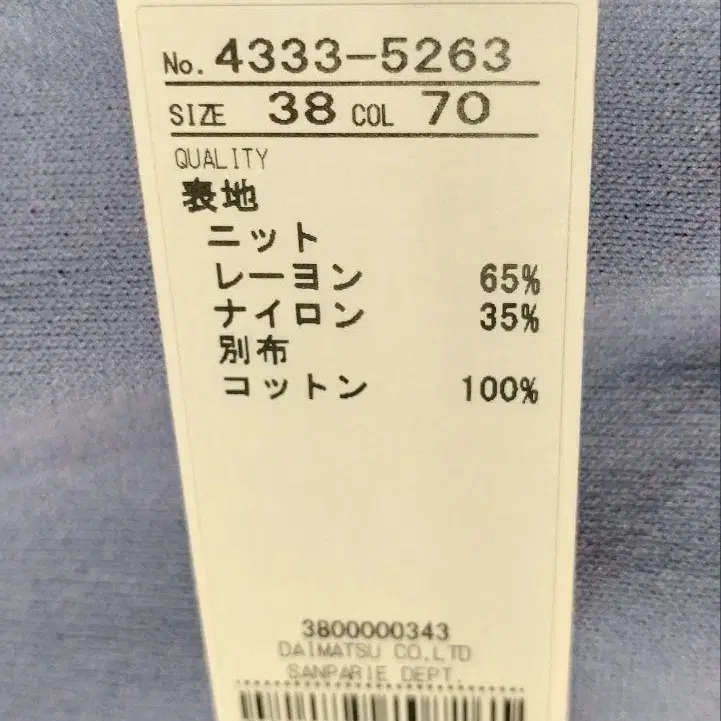 No. 4333-5263
SIZE 38 COL 70
QUALITY
表地
ニット
レーヨン 65%
ナイロン 35%
別布
コットン 100%
3800000343
DAIMATSU CO.LTD
SANPARIE DEPT.